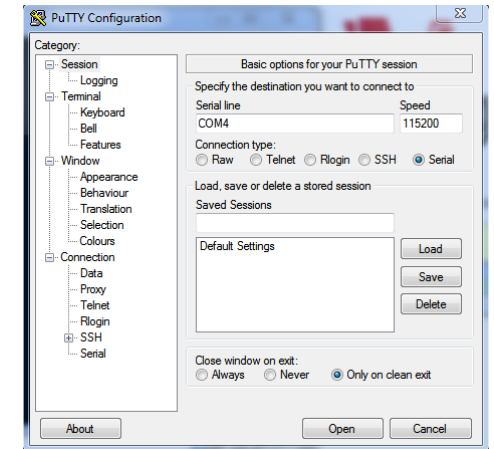 PuTTY Configuration
Category:
Session
Logging
Terminal
Keyboard
Bell
Features
Window
Appearance
Behaviour
Translation
Selection
Colours
Connection
Data
Proxy
Telnet
Rlogin
SSH
Serial
Basic options for your PuTTY session
Specify the destination you want to connect to
Serial line Speed
COM4 115200
Connection type:
Raw Telnet Rlogin SSH Serial
Load, save or delete a stored session
Saved Sessions
Default Settings
Load
Save
Delete
Close window on exit:
Always Never Only on clean exit
About Open Cancel